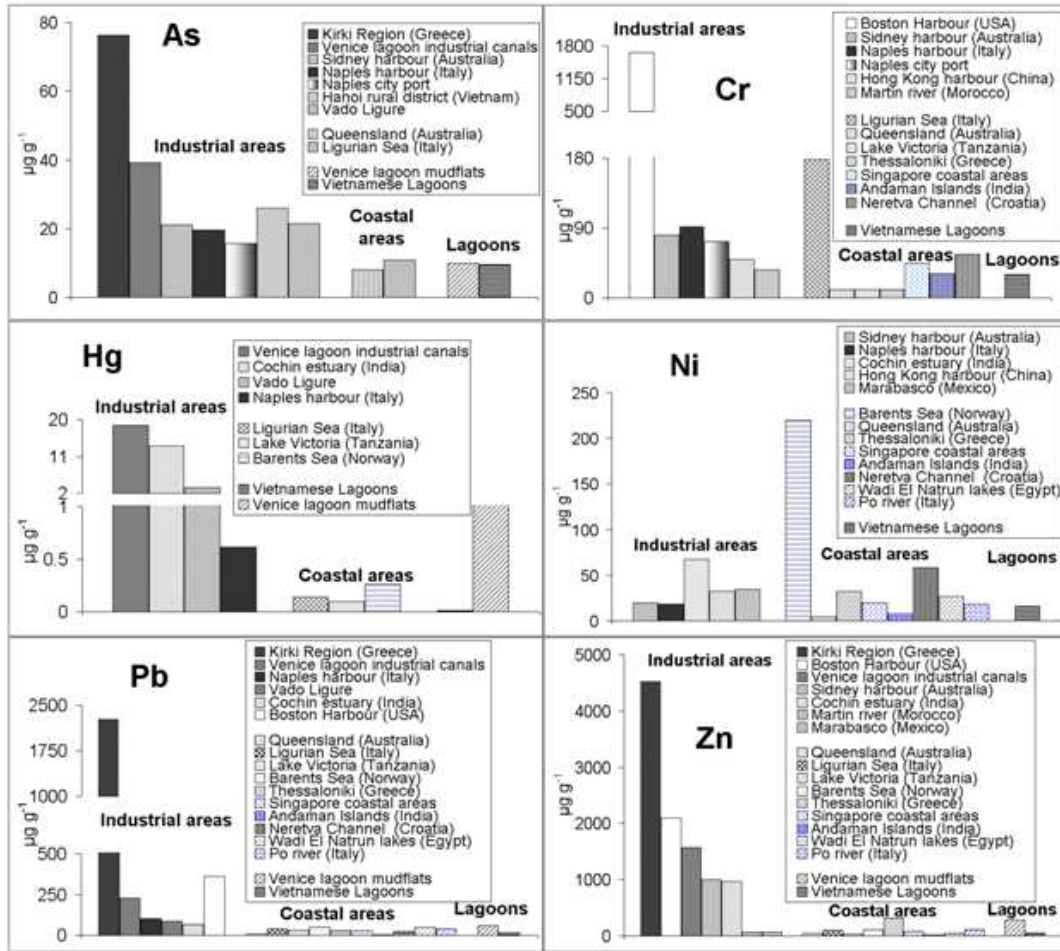 As
80
60
40
20
0
µg g-1
Industrial areas
Coastal
areas
Lagoons
Kirki Region (Greece)
Venice lagoon industrial canals
Sidney harbour (Australia)
Naples harbour (Italy)
Naples city port
Hanoi rural district (Vietnam)
Vado Ligure
Queensland (Australia)
Ligurian Sea (Italy)
Venice lagoon mudflats
Vietnamese Lagoons
Cr
Industrial areas
1800
1150
500
180
90
0
µg g-1
Coastal areas
Lagoons
Boston Harbour (USA)
Sidney harbour (Australia)
Naples harbour (Italy)
Naples city port
Hong Kong harbour (China)
Martin river (Morocco)
Ligurian Sea (Italy)
Queensland (Australia)
Lake Victoria (Tanzania)
Thessaloniki (Greece)
Singapore coastal areas
Andaman Islands (India)
Neretva Channel (Croatia)
Vietnamese Lagoons
Hg
Industrial areas
20
11
2
1
0.5
0
µg g-1
Coastal areas
Lagoons
Venice lagoon industrial canals
Cochin estuary (India)
Vado Ligure
Naples harbour (Italy)
Ligurian Sea (Italy)
Lake Victoria (Tanzania)
Barents Sea (Norway)
Vietnamese Lagoons
Venice lagoon mudflats
Ni
250
200
150
100
50
0
µg g-1
Industrial areas
Coastal areas
Lagoons
Sidney harbour (Australia)
Naples harbour (Italy)
Cochin estuary (India)
Hong Kong harbour (China)
Marabasco (Mexico)
Barents Sea (Norway)
Queensland (Australia)
Thessaloniki (Greece)
Singapore coastal areas
Andaman Islands (India)
Neretva Channel (Croatia)
Wadi El Natrun lakes (Egypt)
Po river (Italy)
Vietnamese Lagoons
Pb
2500
1750
1000
500
250
0
µg g-1
Industrial areas
Coastal areas
Lagoons
Kirki Region (Greece)
Venice lagoon industrial canals
Naples harbour (Italy)
Vado Ligure
Cochin estuary (India)
Boston Harbour (USA)
Queensland (Australia)
Ligurian Sea (Italy)
Lake Victoria (Tanzania)
Barents Sea (Norway)
Thessaloniki (Greece)
Singapore coastal areas
Andaman Islands (India)
Neretva Channel (Croatia)
Wadi El Natrun lakes (Egypt)
Po river (Italy)
Venice lagoon mudflats
Vietnamese Lagoons
Zn
Industrial areas
5000
4000
3000
2000
1000
0
µg g-1
Coastal areas
Lagoons
Kirki Region (Greece)
Boston Harbour (USA)
Venice lagoon industrial canals
Sidney harbour (Australia)
Cochin estuary (India)
Martin river (Morocco)
Marabasco (Mexico)
Queensland (Australia)
Ligurian Sea (Italy)
Lake Victoria (Tanzania)
Barents Sea (Norway)
Thessaloniki (Greece)
Singapore coastal areas
Andaman Islands (India)
Wadi El Natrun lakes (Egypt)
Po river (Italy)
Venice lagoon mudflats
Vietnamese Lagoons